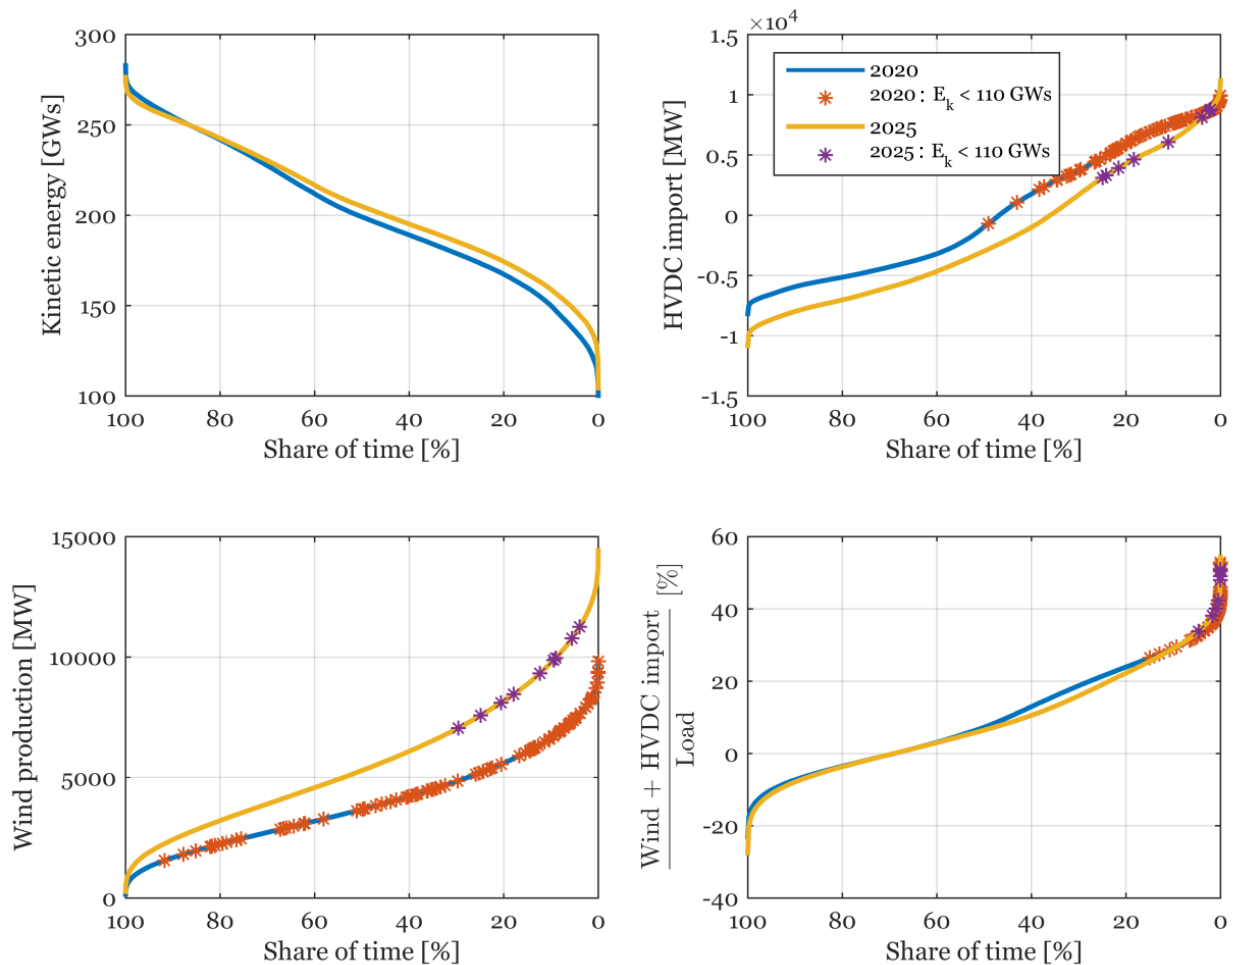 300
250
200
150
100
Kinetic energy [GWs]
100 80 60 40 20 0
Share of time [%]
×10⁴
1.5
1
0.5
0
-0.5
-1
-1.5
HVDC import [MW]
2020
2020: E_k < 110 GWs
2025
2025: E_k < 110 GWs
100 80 60 40 20 0
Share of time [%]
15000
10000
5000
0
Wind production [MW]
100 80 60 40 20 0
Share of time [%]
60
40
20
0
-20
-40
Wind + HVDC import [%]
Load
100 80 60 40 20 0
Share of time [%]